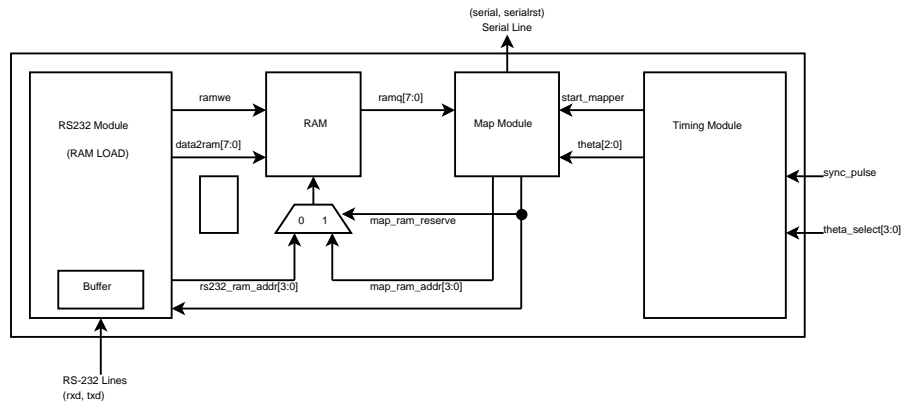 (serial, serialrst)
Serial Line
ramwe
ramq[7:0]
start_mapper
RS232 Module
RAM
Map Module
Timing Module
(RAM LOAD)
data2ram[7:0]
theta[2:0]
sync_pulse
0 1
map_ram_reserve
theta_select[3:0]
Buffer
rs232_ram_addr[3:0]
map_ram_addr[3:0]
RS-232 Lines
(rxd, txd)